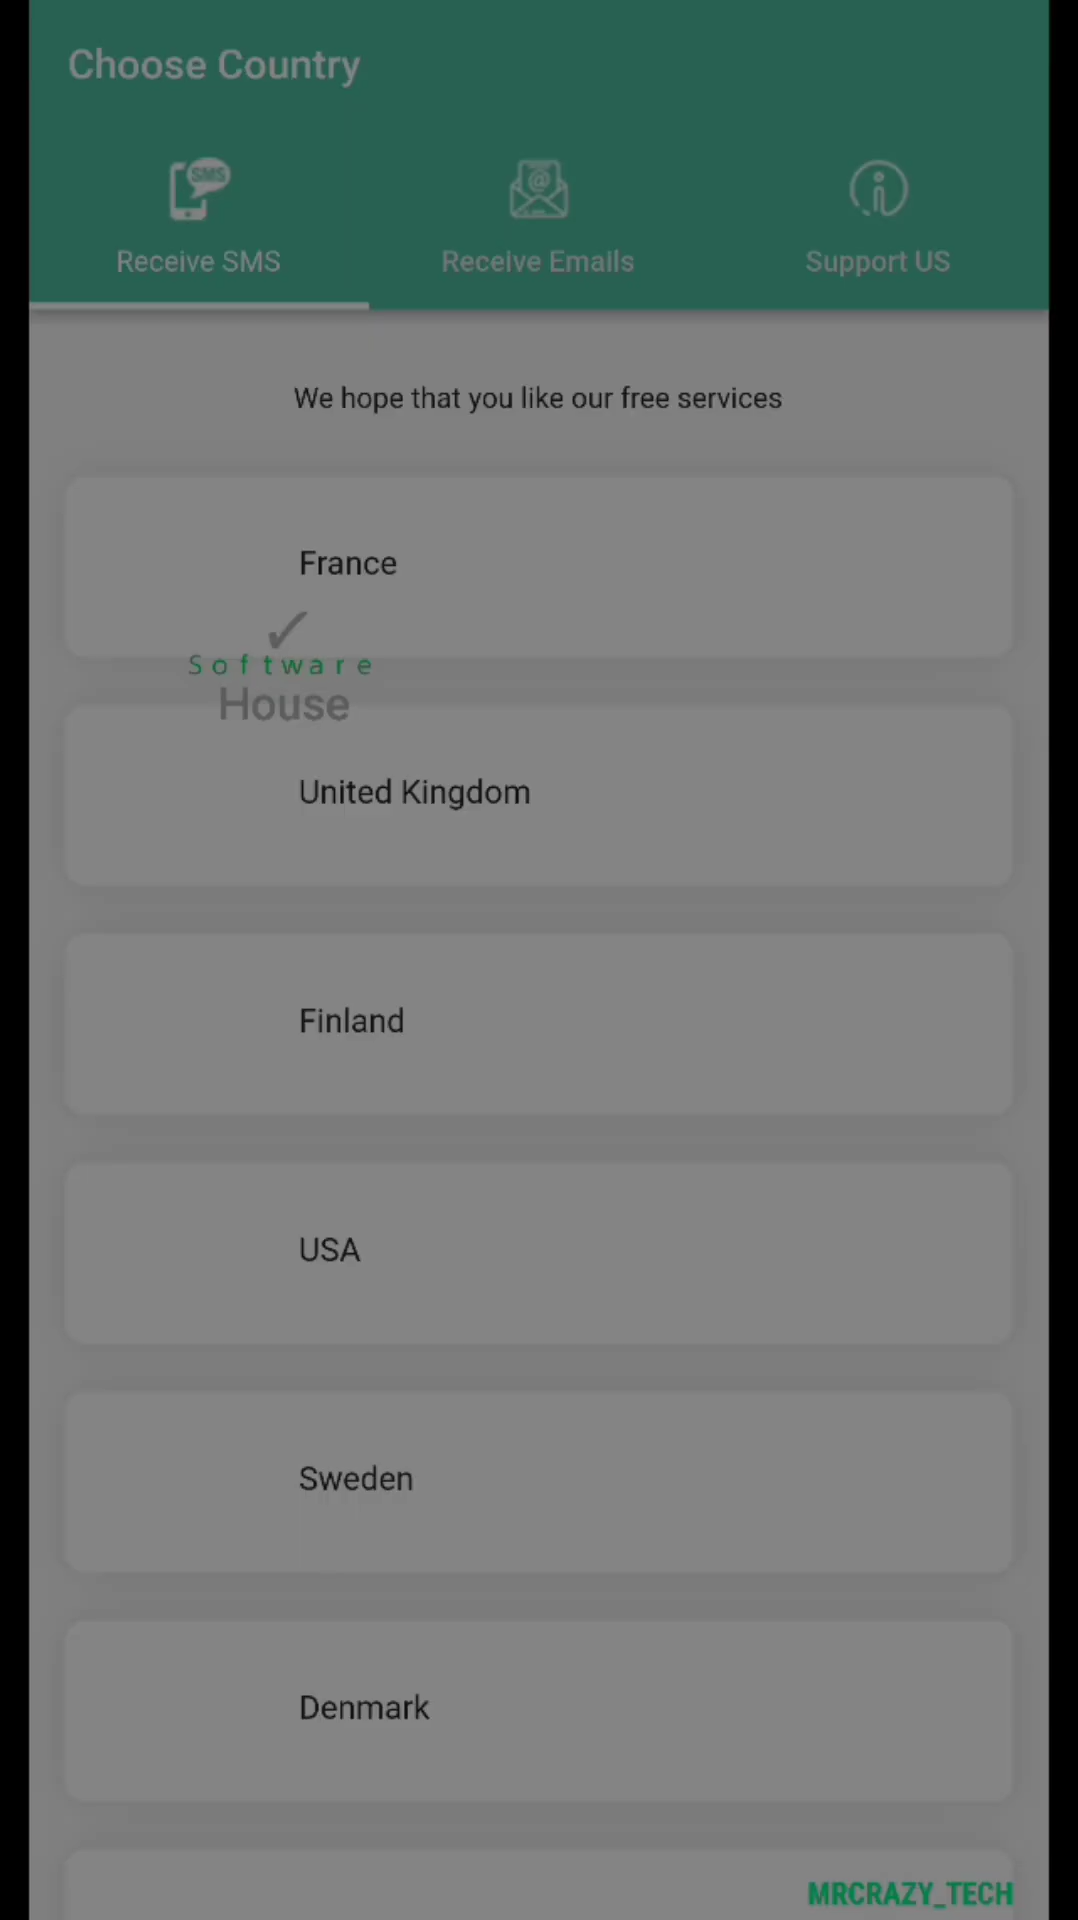 Choose Country
SMS
Receive SMS
Receive Emails
Support US
We hope that you like our free services
France
✓
Software
House
United Kingdom
Finland
USA
Sweden
Denmark
MRCRAZY_TECH